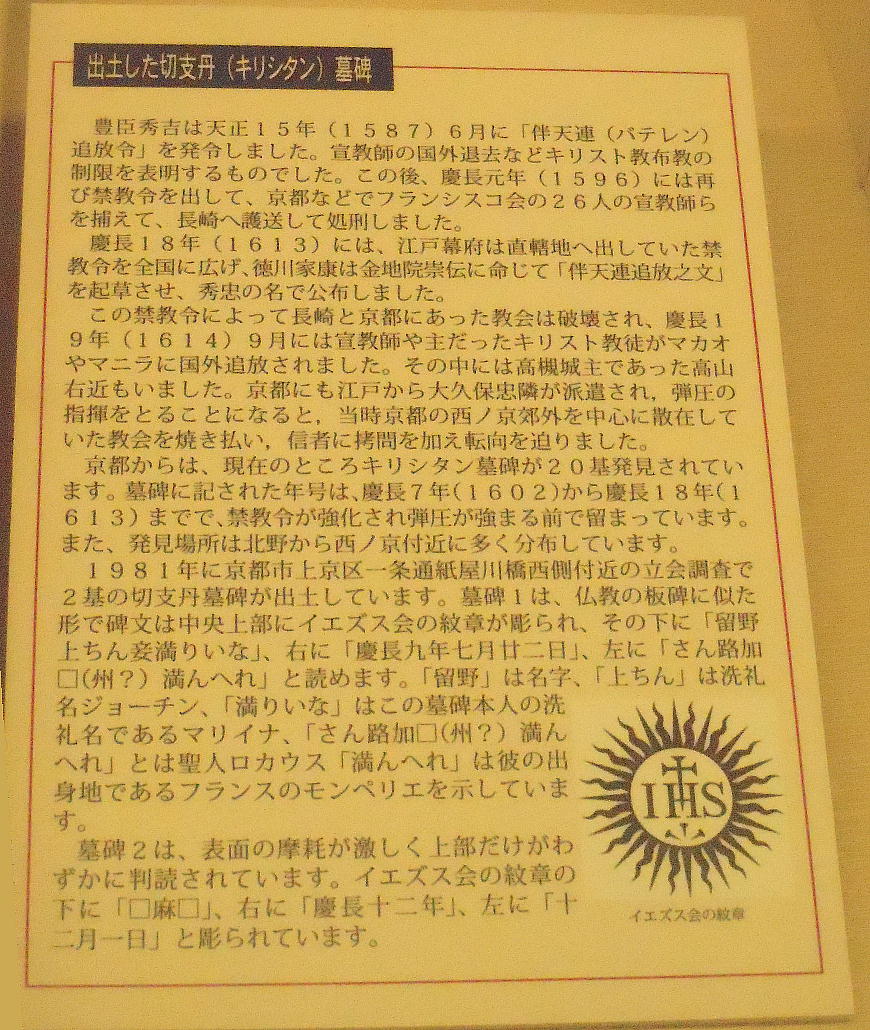 出土した切支丹（キリシタン）墓碑
豊臣秀吉は天正１５年（１５８７）６月に「伴天連（バテレン）
追放令」を発令しました。宣教師の国外退去などキリスト教布教の
制限を表明するものでした。この後、慶長元年（１５９６）には再
び禁教令を出して、京都などでフランシスコ会の２６人の宣教師ら
を捕えて、長崎へ護送して処刑しました。
慶長１８年（１６１３）には、江戸幕府は直轄地へ出していた禁
教令を全国に広げ、徳川家康は金地院崇伝に命じて「伴天連追放之文」
を起草させ、秀忠の名で公布しました。
この禁教令によって長崎と京都にあった教会は破壊され、慶長１
９年（１６１４）９月には宣教師や主だったキリスト教徒がマカオ
やマニラに国外追放されました。その中には高槻城主であった高山
右近もいました。京都にも江戸から大久保忠隣が派遣され，弾圧の
指揮をとることになると，当時京都の西ノ京郊外を中心に散在して
いた教会を焼き払い，信者に拷問を加え転向を迫りました。
京都からは、現在のところキリシタン墓碑が２０基発見されてい
ます。墓碑に記された年号は、慶長７年（１６０２）から慶長１８年（１
６１３）までで、禁教令が強化され弾圧が強まる前で留まっています。
また、発見場所は北野から西ノ京付近に多く分布しています。
１９８１年に京都市上京区一条通紙屋川橋西側付近の立会調査で
２基の切支丹墓碑が出土しています。墓碑１は、仏教の板碑に似た
形で碑文は中央上部にイエズス会の紋章が彫られ、その下に「留野
上ちん妾満りいな」、右に「慶長九年七月廿二日」、左に「さん路加
□（州？）満んへれ」と読めます。「留野」は名字、「上ちん」は洗礼
名ジョーチン、「満りいな」はこの墓碑本人の洗
礼名であるマリイナ、「さん路加□（州？）満ん
へれ」とは聖人ロカウス「満んへれ」は彼の出
身地であるフランスのモンペリエを示していま
す。
墓碑２は、表面の摩耗が激しく上部だけがわ
ずかに判読されています。イエズス会の紋章の
下に「□麻□」、右に「慶長十二年」、左に「十
二月一日」と彫られています。
IHS
イエズス会の紋章